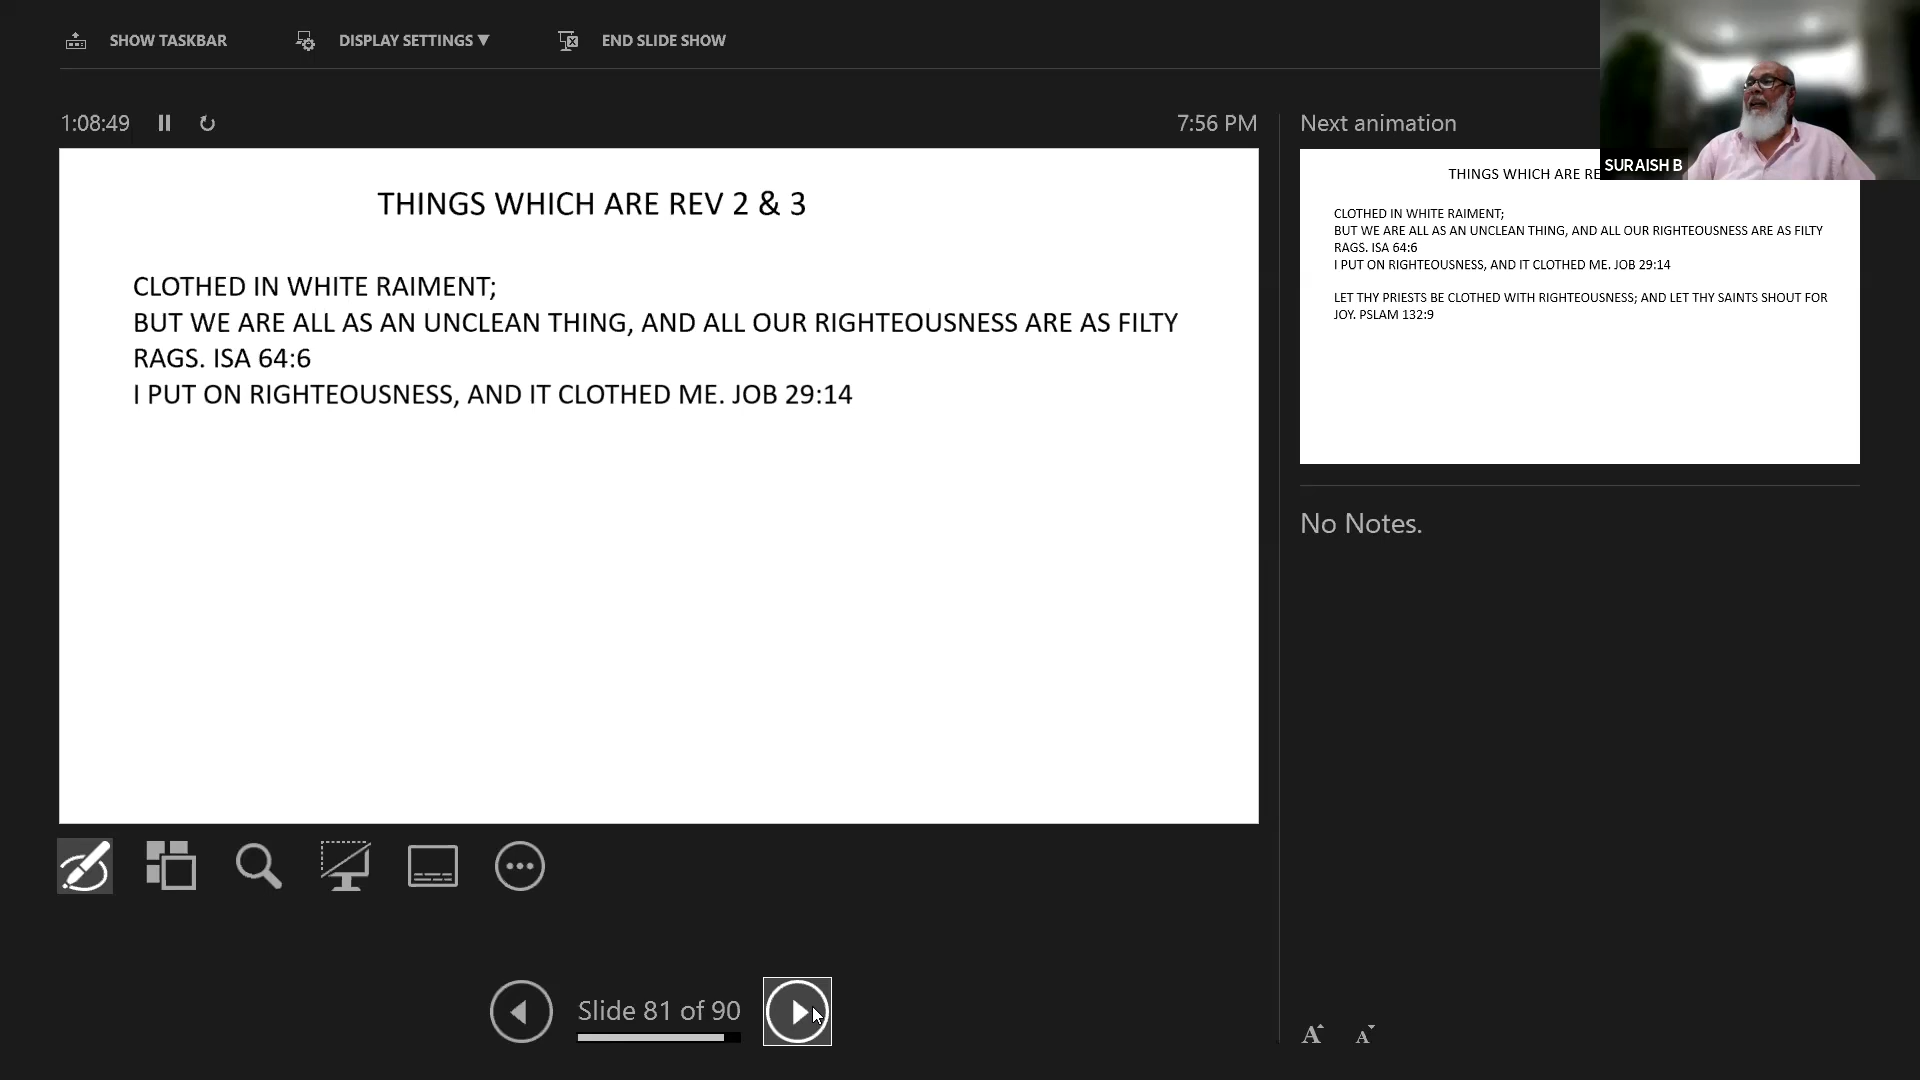 SHOW TASKBAR
DISPLAY SETTINGS ▼
END SLIDE SHOW
1:08:49
7:56 PM
Next animation
SURAISH B
THINGS WHICH ARE REV 2 & 3
CLOTHED IN WHITE RAIMENT;
BUT WE ARE ALL AS AN UNCLEAN THING, AND ALL OUR RIGHTEOUSNESS ARE AS FILTY
RAGS. ISA 64:6
I PUT ON RIGHTEOUSNESS, AND IT CLOTHED ME. JOB 29:14
THINGS WHICH ARE RE
CLOTHED IN WHITE RAIMENT;
BUT WE ARE ALL AS AN UNCLEAN THING, AND ALL OUR RIGHTEOUSNESS ARE AS FILTY
RAGS. ISA 64:6
I PUT ON RIGHTEOUSNESS, AND IT CLOTHED ME. JOB 29:14
LET THY PRIESTS BE CLOTHED WITH RIGHTEOUSNESS; AND LET THY SAINTS SHOUT FOR
JOY. PSLAM 132:9
No Notes.
Slide 81 of 90
A A